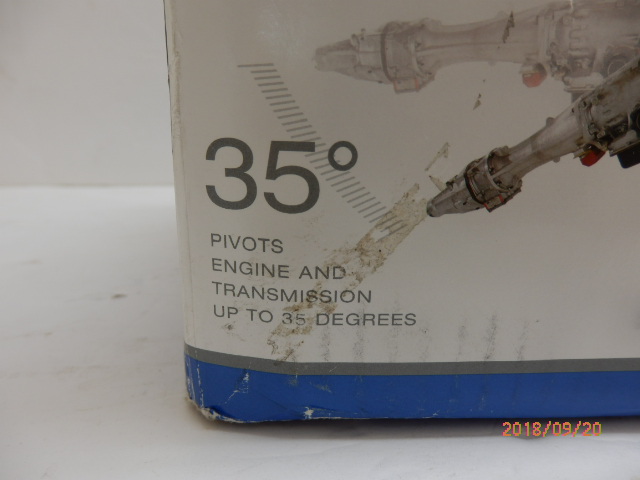 35°
PIVOTS
ENGINE AND
TRANSMISSION
UP TO 35 DEGREES
2018/09/20